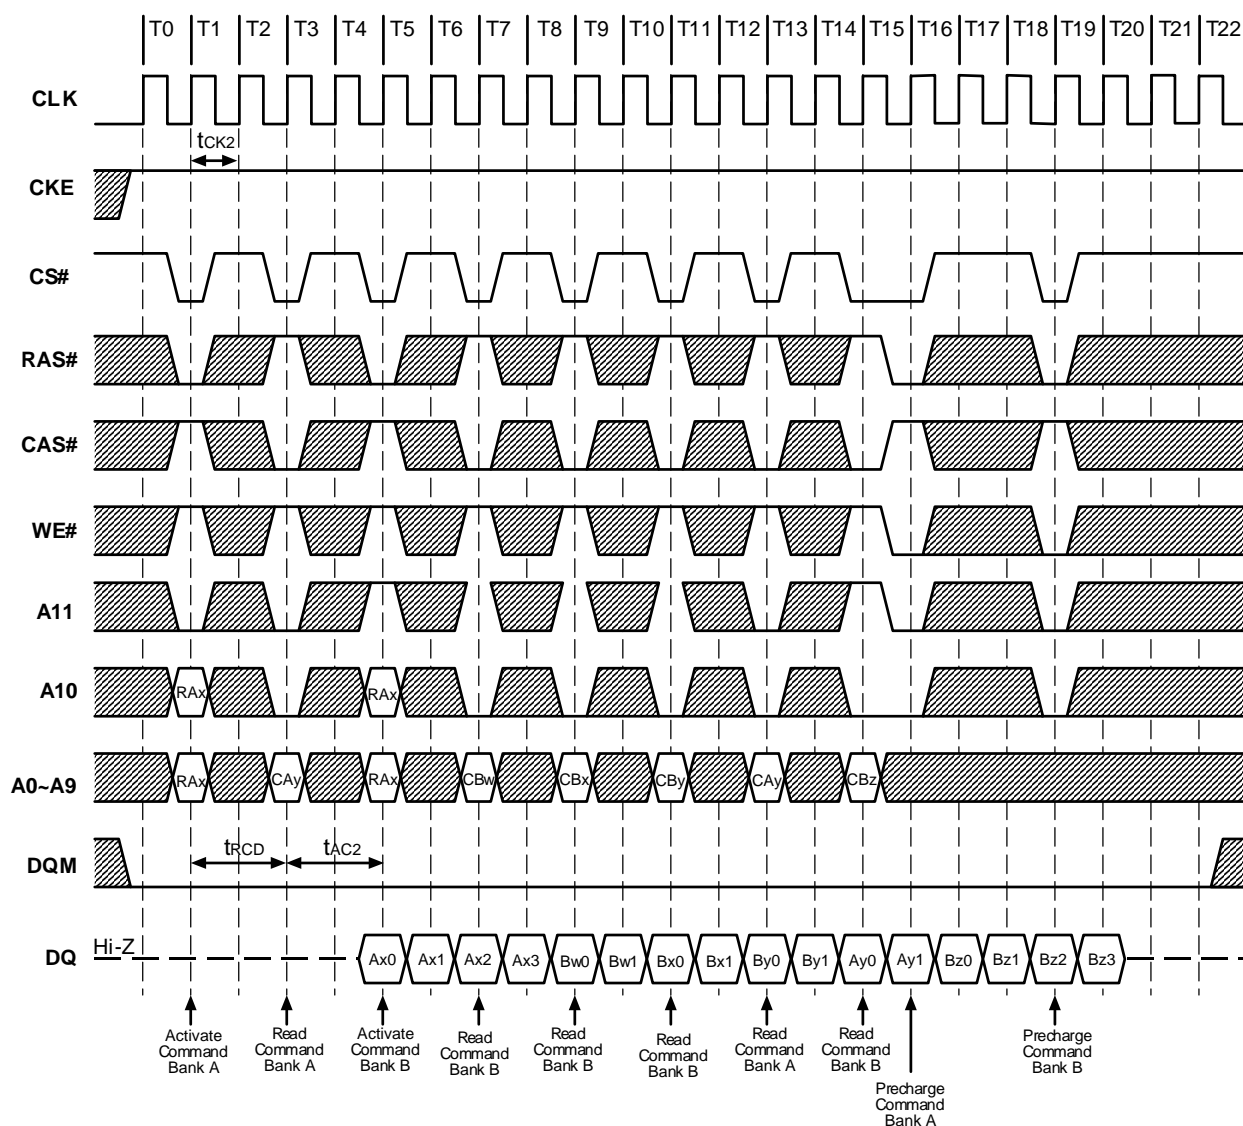 T0 T1 T2 T3 T4 T5 T6 T7 T8 T9 T10 T11 T12 T13 T14 T15 T16 T17 T18 T19 T20 T21 T22
CLK
tCK2
CKE
CS#
RAS#
CAS#
WE#
A11
A10 RAx RAx
A0~A9 RAx CAy RAx CBw CBx CBy CAy CBz
DQM tRCD tAC2
DQ Hi-Z Ax0 Ax1 Ax2 Ax3 Bw0 Bw1 Bx0 Bx1 By0 By1 Ay0 Ay1 Bz0 Bz1 Bz2 Bz3
Activate
Command
Bank A
Read
Command
Bank A
Activate
Command
Bank B
Read
Command
Bank B
Read
Command
Bank B
Read
Command
Bank B
Read
Command
Bank A
Read
Command
Bank B
Precharge
Command
Bank A
Precharge
Command
Bank B